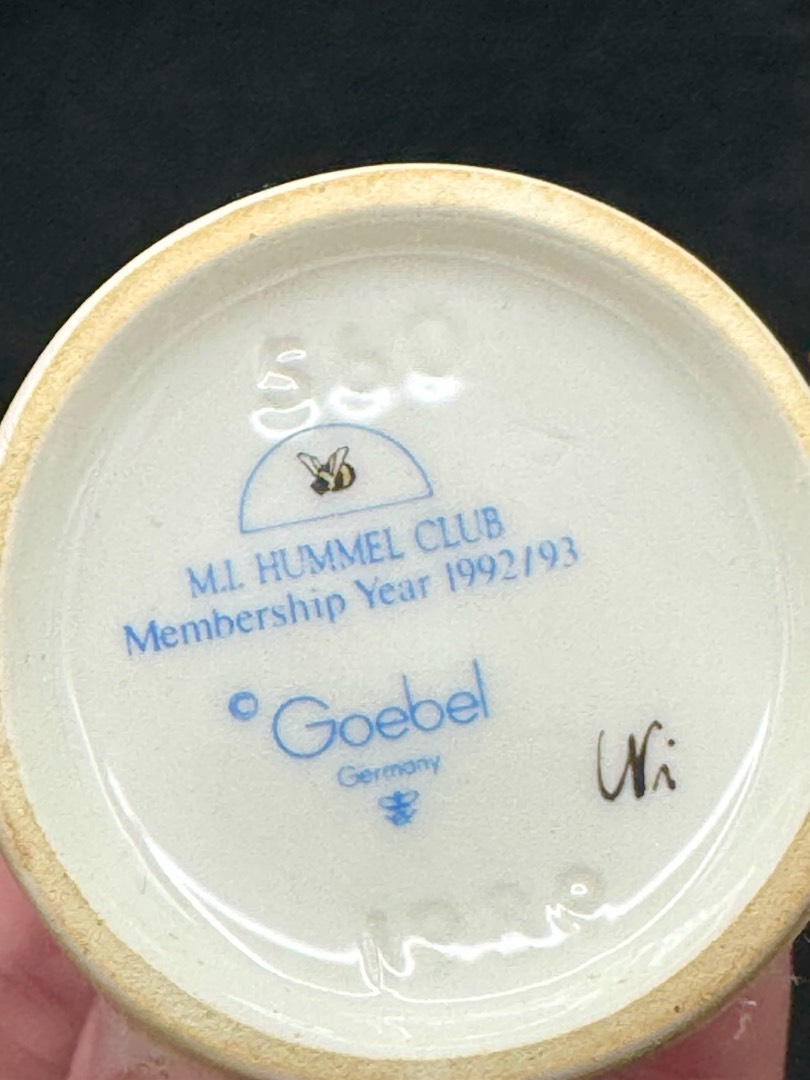 M.I. HUMMEL CLUB
Membership Year 1992/93
© Goebel
Germany